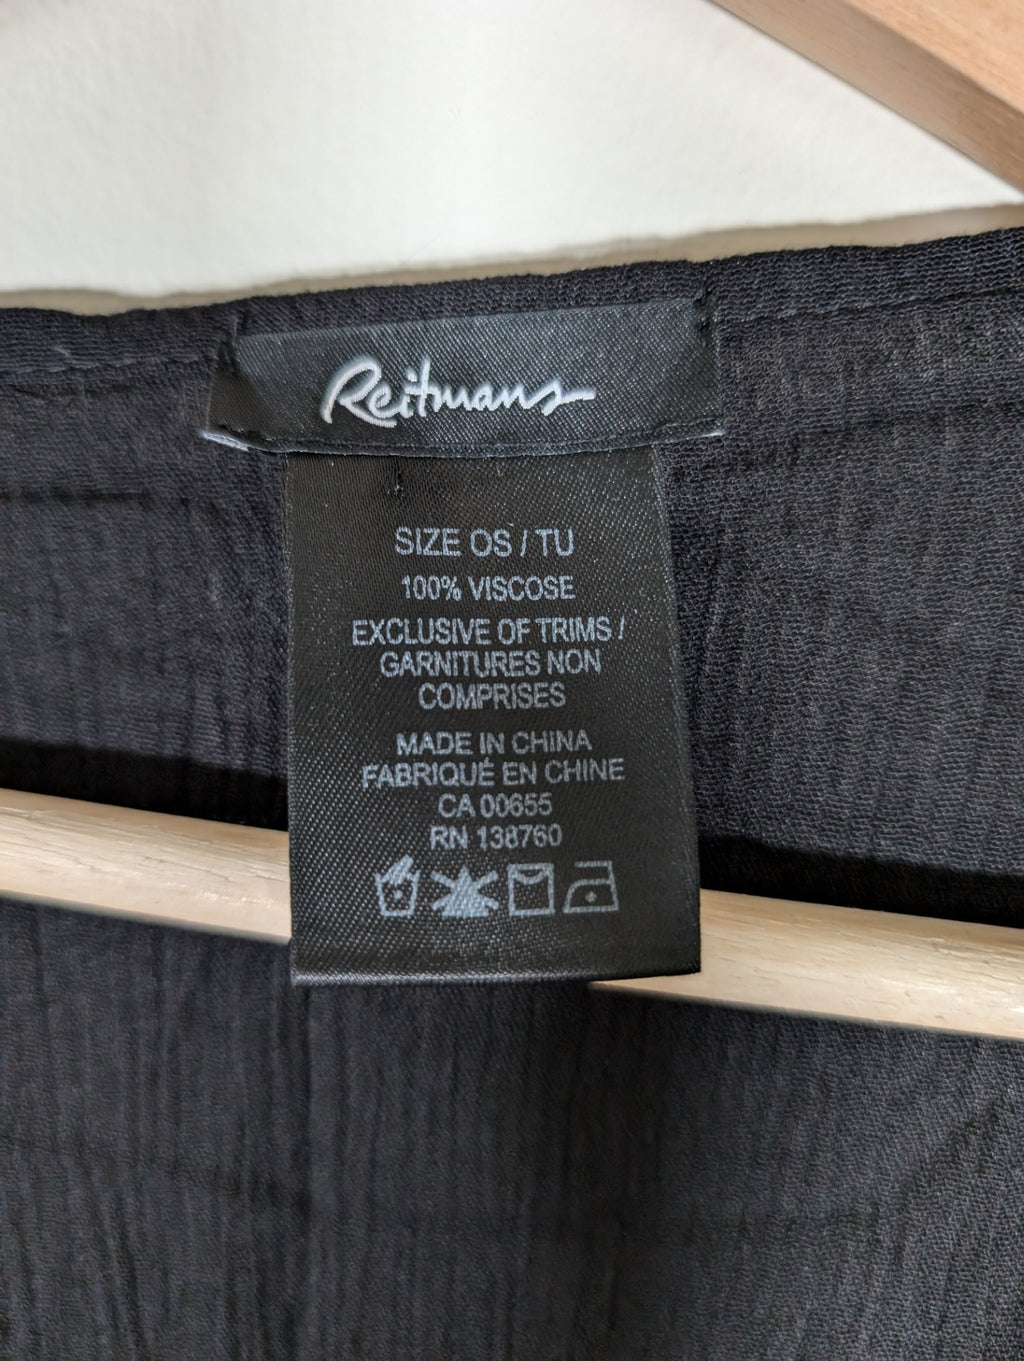 Reitmans
SIZE OS / TU
100% VISCOSE
EXCLUSIVE OF TRIMS /
GARNITURES NON
COMPRISES
MADE IN CHINA
FABRIQUÉ EN CHINE
CA 00655
RN 138760